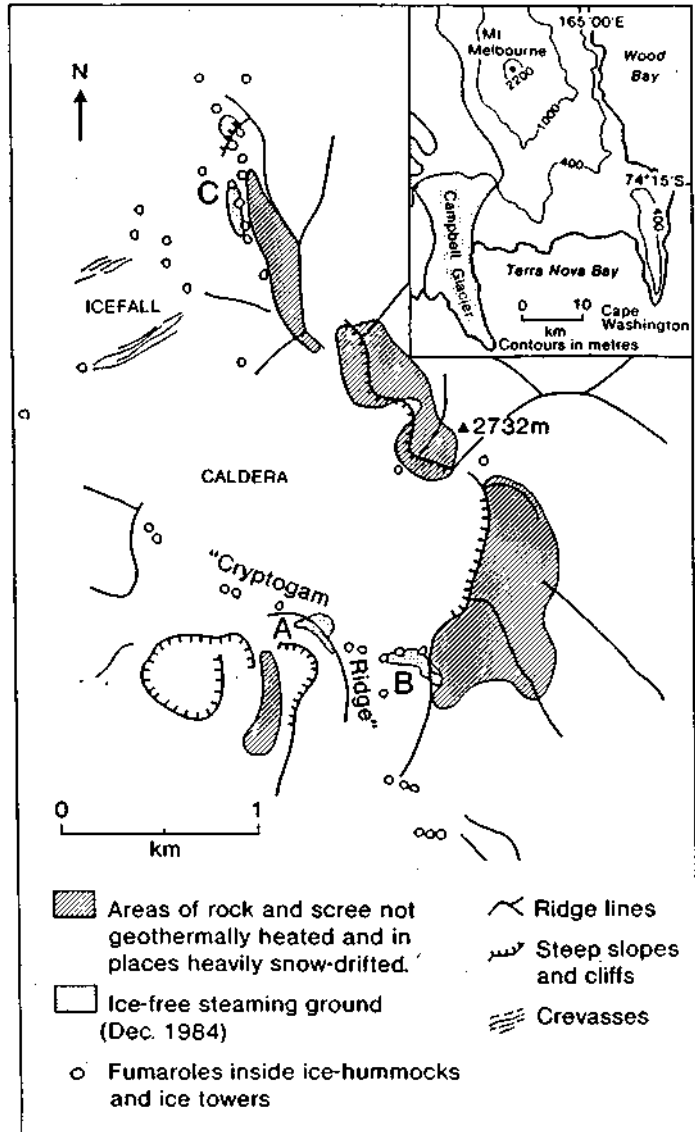 N
C
ICEFALL
CALDERA
▲2732m
"Cryptogam
Ridge"
A
B
0 1
km
Mt
Melbourne
2200
1000
400
165°00'E
Wood
Bay
74°15'S
400
Campbell
Glacier
Terra Nova Bay
0 10
km
Cape
Washington
Contours in metres
Areas of rock and scree not
geothermally heated and in
places heavily snow-drifted.
Ice-free steaming ground
(Dec. 1984)
Fumaroles inside ice-hummocks
and ice towers
Ridge lines
Steep slopes
and cliffs
Crevasses